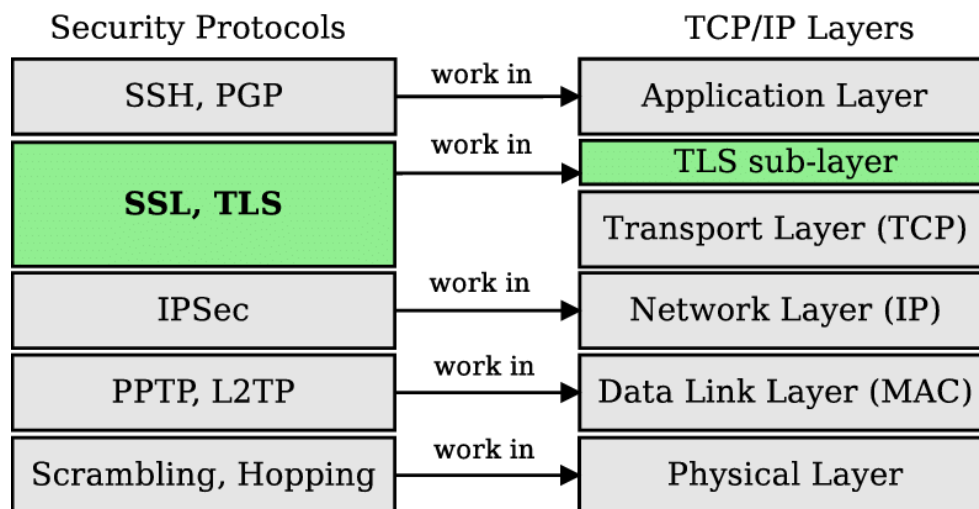 Security Protocols
TCP/IP Layers
SSH, PGP
work in
Application Layer
SSL, TLS
work in
TLS sub-layer
Transport Layer (TCP)
IPSec
work in
Network Layer (IP)
PPTP, L2TP
work in
Data Link Layer (MAC)
Scrambling, Hopping
work in
Physical Layer